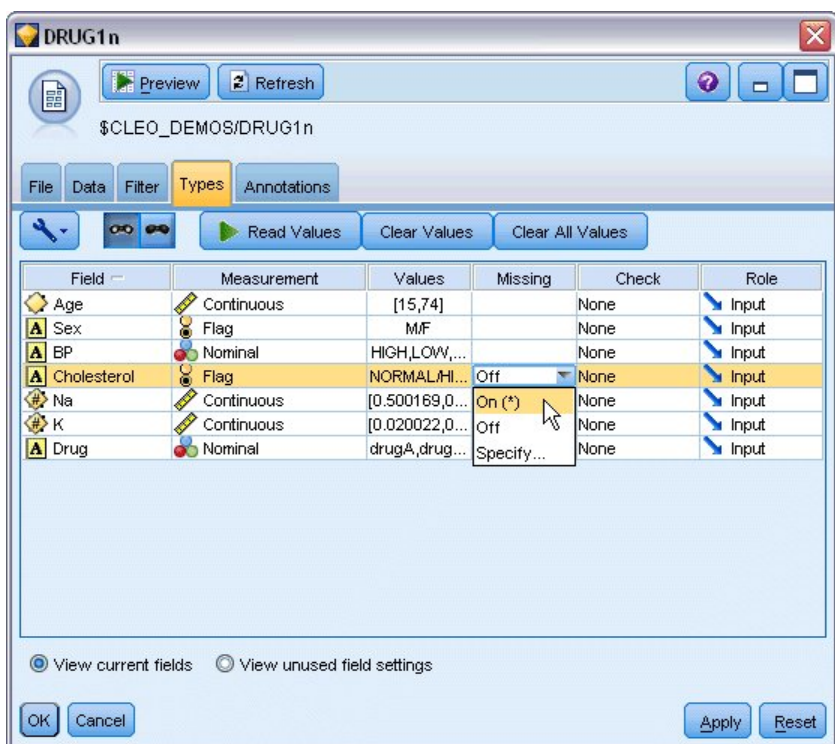 DRUG1n
Preview Refresh
$CLEO_DEMOS/DRUG1n
File Data Filter Types Annotations
Read Values Clear Values Clear All Values
Field Measurement Values Missing Check Role
Age Continuous [15,74] None Input
A Sex Flag M/F None Input
A BP Nominal HIGH,LOW,... None Input
A Cholesterol Flag NORMAL/HI... Off None Input
# Na Continuous [0.500169,0... On (*) None Input
# K Continuous [0.020022,0... Off None Input
A Drug Nominal drugA,drug... Specify... None Input
View current fields View unused field settings
OK Cancel Apply Reset